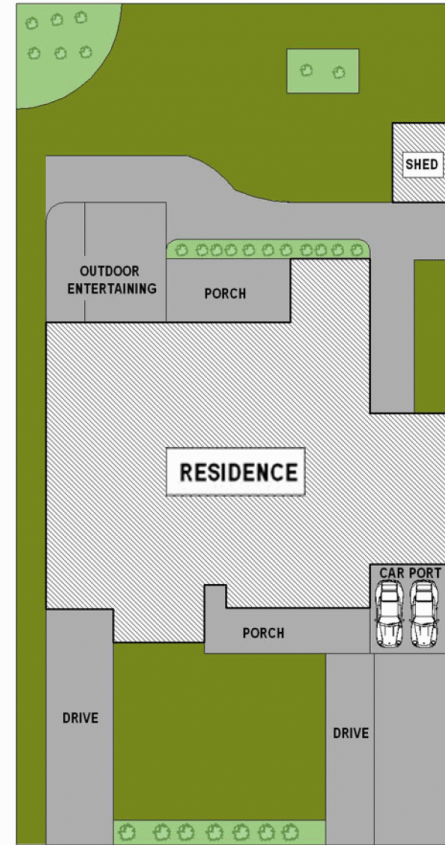 SHED
OUTDOOR
ENTERTAINING
PORCH
RESIDENCE
CAR PORT
PORCH
DRIVE
DRIVE